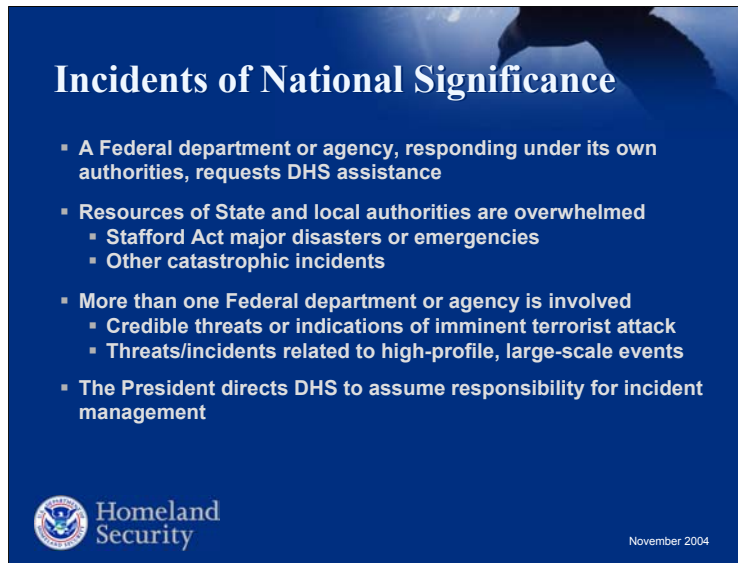 Incidents of National Significance
▪ A Federal department or agency, responding under its own
authorities, requests DHS assistance
▪ Resources of State and local authorities are overwhelmed
▪ Stafford Act major disasters or emergencies
▪ Other catastrophic incidents
▪ More than one Federal department or agency is involved
▪ Credible threats or indications of imminent terrorist attack
▪ Threats/incidents related to high-profile, large-scale events
▪ The President directs DHS to assume responsibility for incident
management
Homeland
Security
November 2004